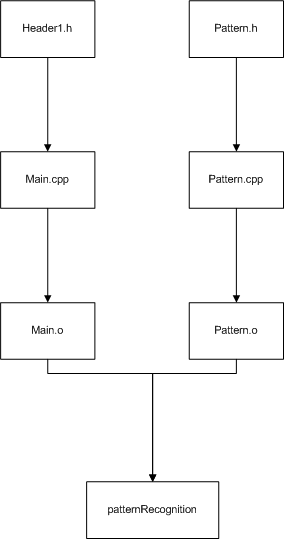 Header1.h
Pattern.h
Main.cpp
Pattern.cpp
Main.o
Pattern.o
patternRecognition